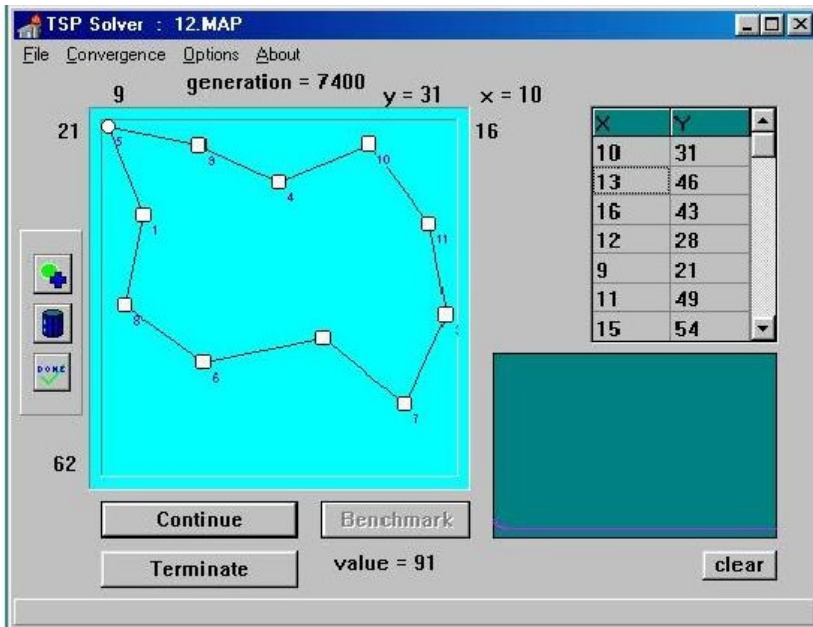 TSP Solver : 12.MAP
File Convergence Options About
generation = 7400
9
y = 31 x = 10
21
16
5
9
4
10
1
11
8
6
7
62
X Y
10 31
13 46
16 43
12 28
9 21
11 49
15 54
DONE
Continue
Benchmark
Terminate
value = 91
clear